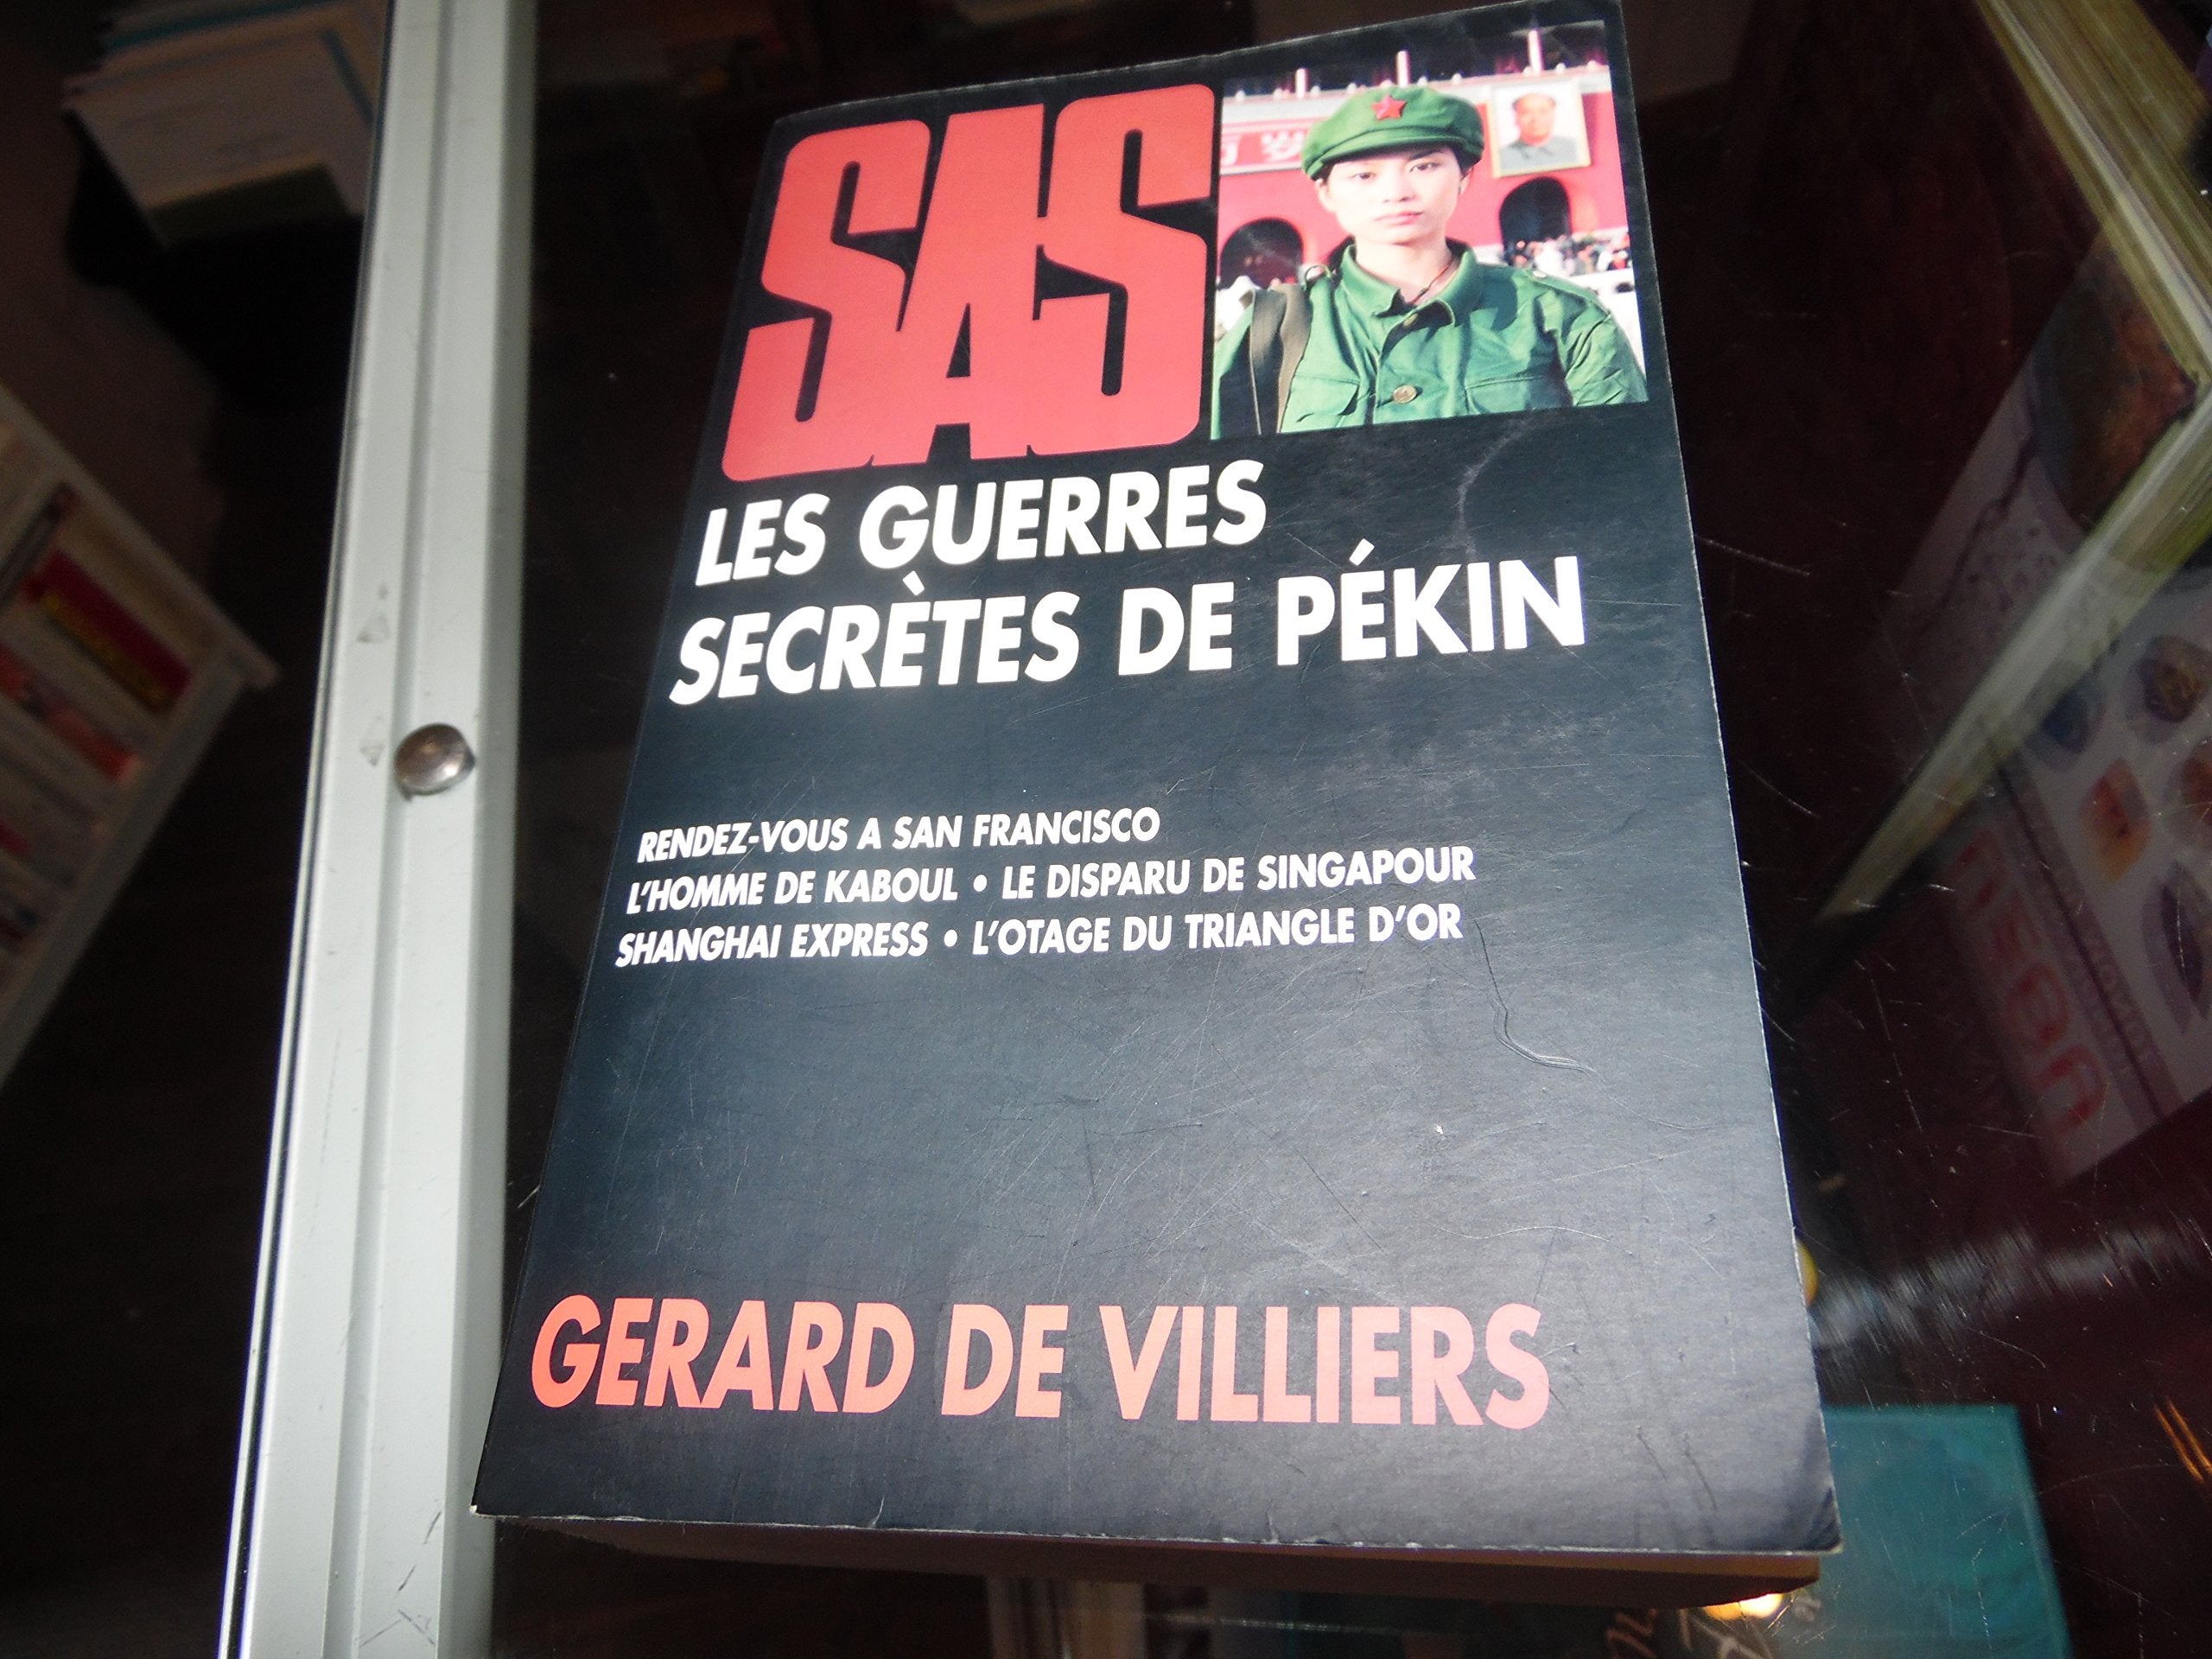 SAS
LES GUERRES
SECRÈTES DE PÉKIN
RENDEZ-VOUS A SAN FRANCISCO
L'HOMME DE KABOUL • LE DISPARU DE SINGAPOUR
SHANGHAI EXPRESS • L'OTAGE DU TRIANGLE D'OR
GERARD DE VILLIERS